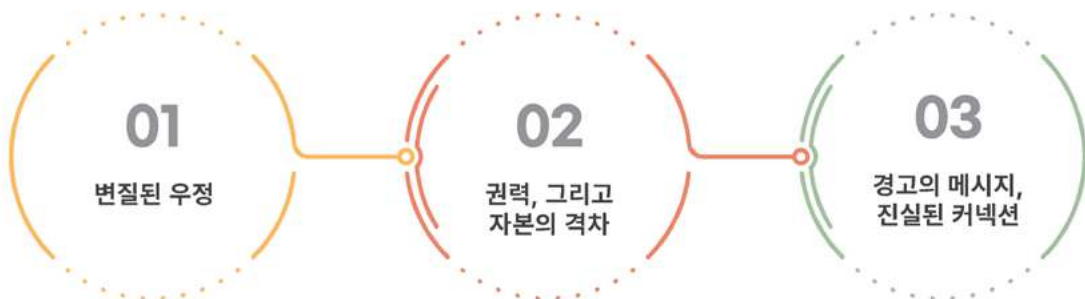 01
변질된 우정
02
권력, 그리고
자본의 격차
03
경고의 메시지,
진실된 커넥션